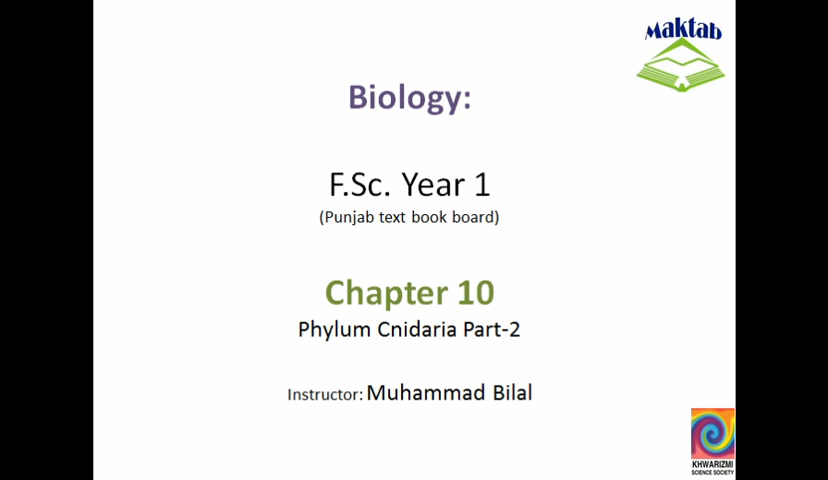 Maktab
Biology:
F.Sc. Year 1
(Punjab text book board)
Chapter 10
Phylum Cnidaria Part-2
Instructor: Muhammad Bilal
KHWARIZMI
SCIENCE SOCIETY